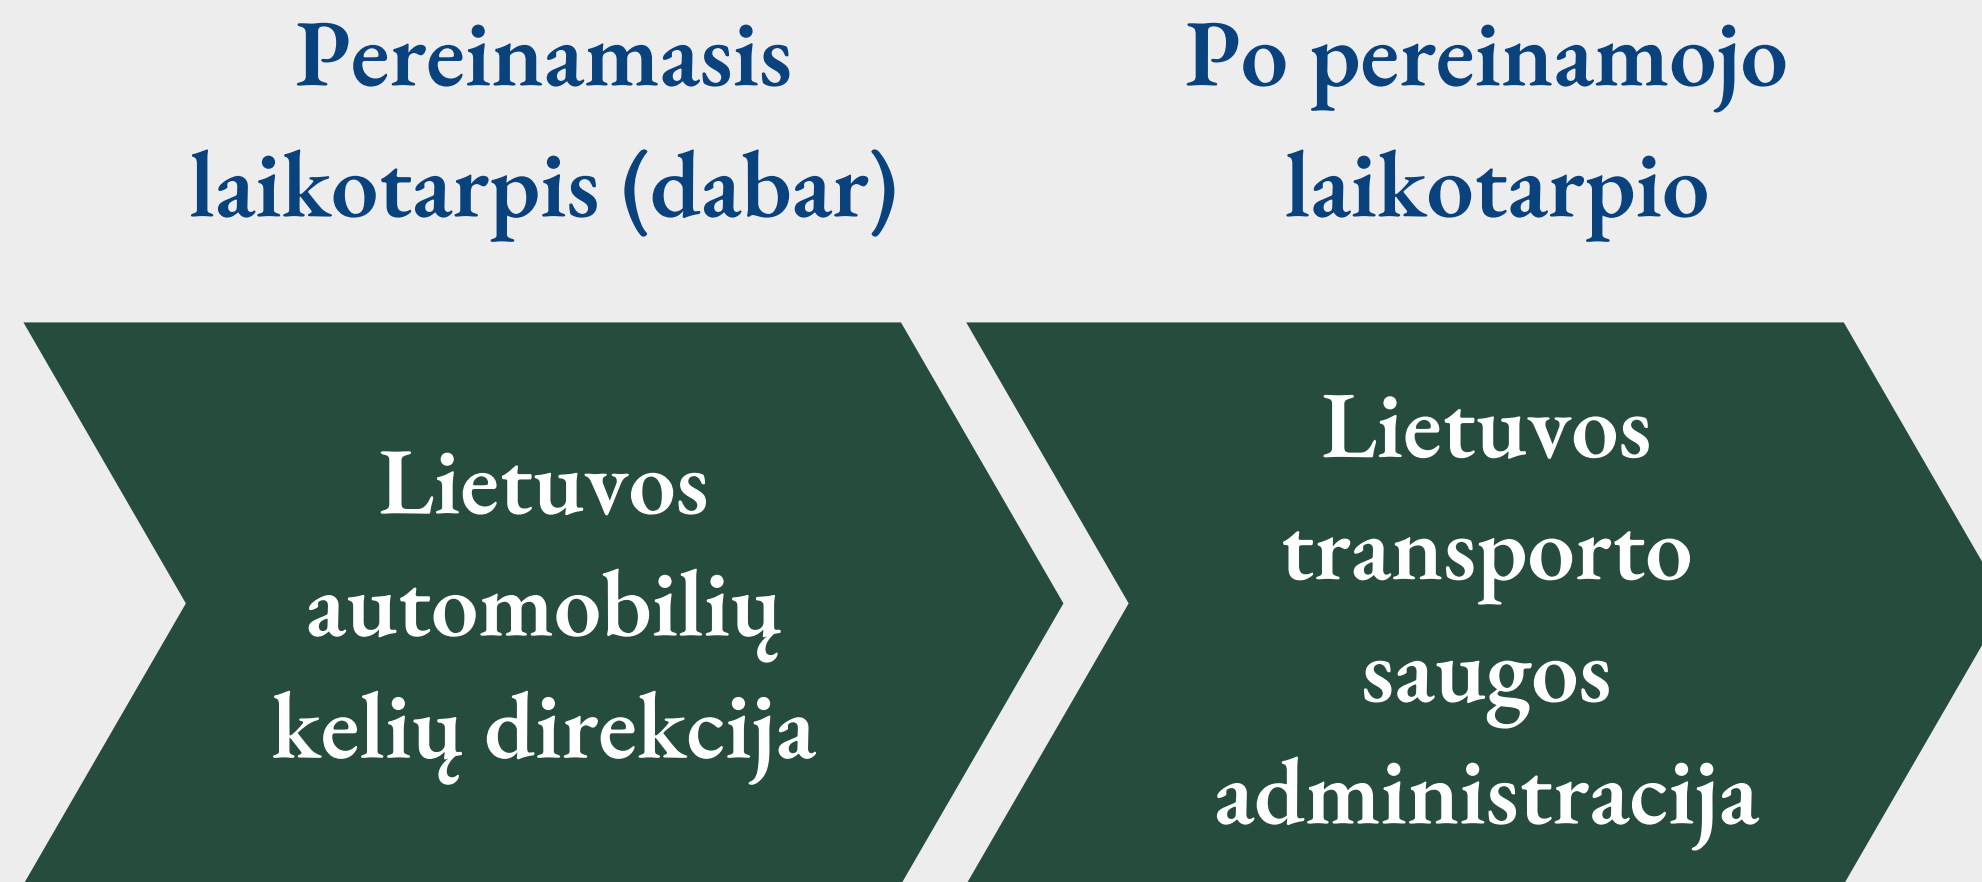 Pereinamasis
laikotarpis (dabar)
Po pereinamojo
laikotarpio
Lietuvos
automobilių
kelių direkcija
Lietuvos
transporto
saugos
administracija